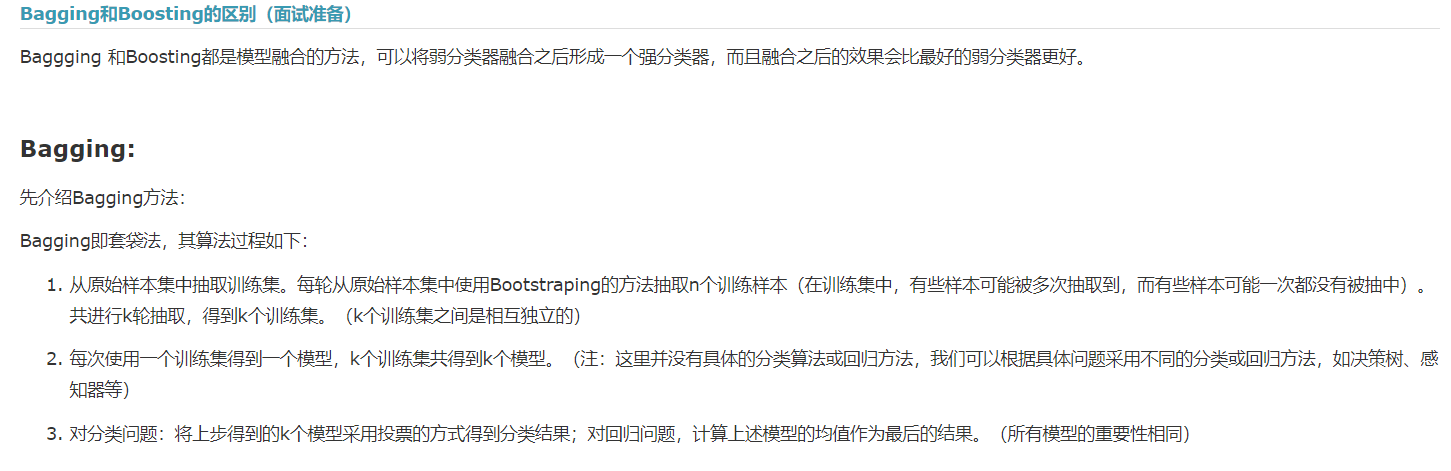 Bagging和Boosting的区别（面试准备）
Baggging 和Boosting都是模型融合的方法，可以将弱分类器融合之后形成一个强分类器，而且融合之后的效果会比最好的弱分类器更好。
Bagging:
先介绍Bagging方法：
Bagging即套袋法，其算法过程如下：
1. 从原始样本集中抽取训练集。每轮从原始样本集中使用Bootstraping的方法抽取n个训练样本（在训练集中，有些样本可能被多次抽取到，而有些样本可能一次都没有被抽中）。
共进行k轮抽取，得到k个训练集。（k个训练集之间是相互独立的）
2. 每次使用一个训练集得到一个模型，k个训练集共得到k个模型。（注：这里并没有具体的分类算法或回归方法，我们可以根据具体问题采用不同的分类或回归方法，如决策树、感
知器等）
3. 对分类问题：将上步得到的k个模型采用投票的方式得到分类结果；对回归问题，计算上述模型的均值作为最后的结果。（所有模型的重要性相同）